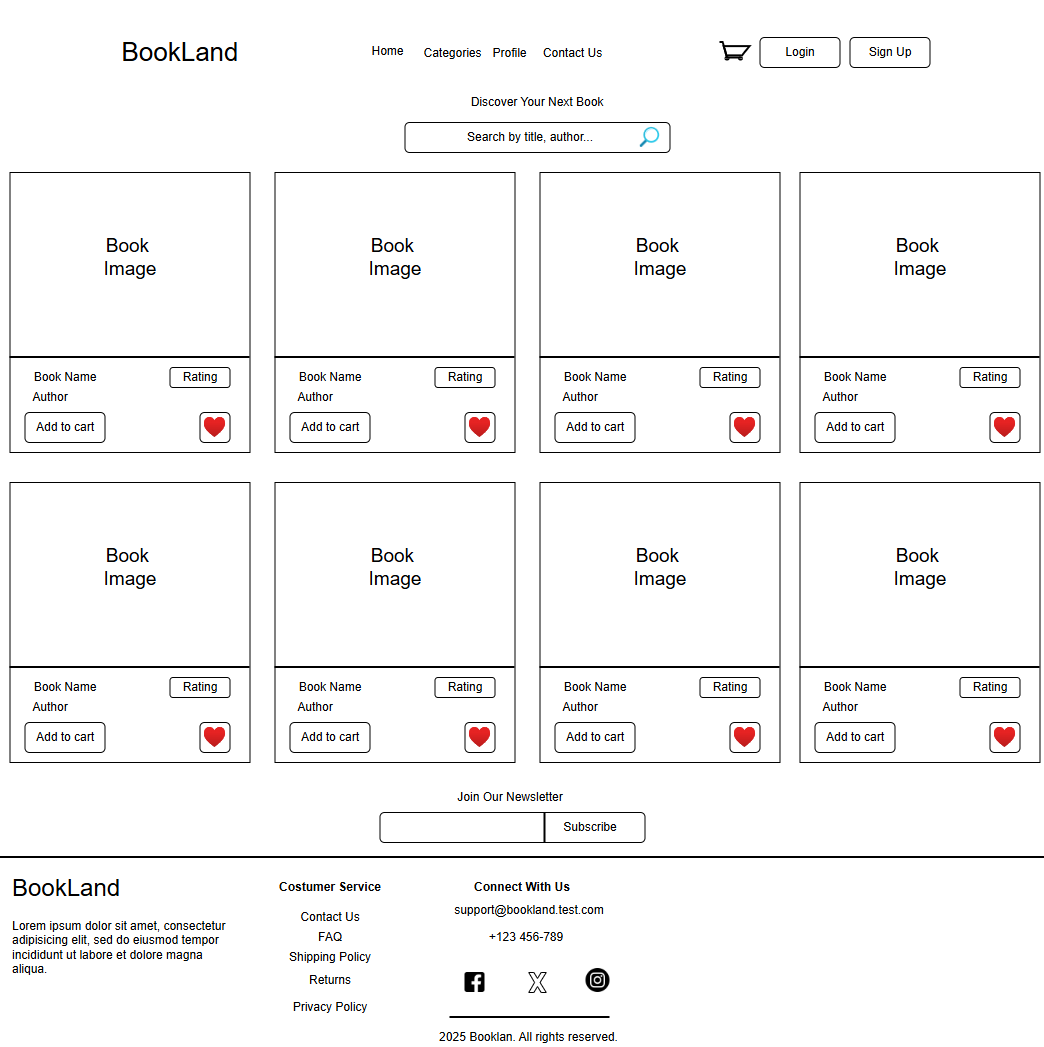 BookLand
Home Categories Profile Contact Us
Login
Sign Up
Discover Your Next Book
Search by title, author...
Book
Image
Book
Image
Book
Image
Book
Image
Book Name
Rating
Author
Add to cart
Book Name
Rating
Author
Add to cart
Book Name
Rating
Author
Add to cart
Book Name
Rating
Author
Add to cart
Book
Image
Book
Image
Book
Image
Book
Image
Book Name
Rating
Author
Add to cart
Book Name
Rating
Author
Add to cart
Book Name
Rating
Author
Add to cart
Book Name
Rating
Author
Add to cart
Join Our Newsletter
Subscribe
BookLand
Lorem ipsum dolor sit amet, consectetur
adipisicing elit, sed do eiusmod tempor
incididunt ut labore et dolore magna
aliqua.
Costumer Service
Contact Us
FAQ
Shipping Policy
Returns
Privacy Policy
Connect With Us
support@bookland.test.com
+123 456-789
2025 Booklan. All rights reserved.